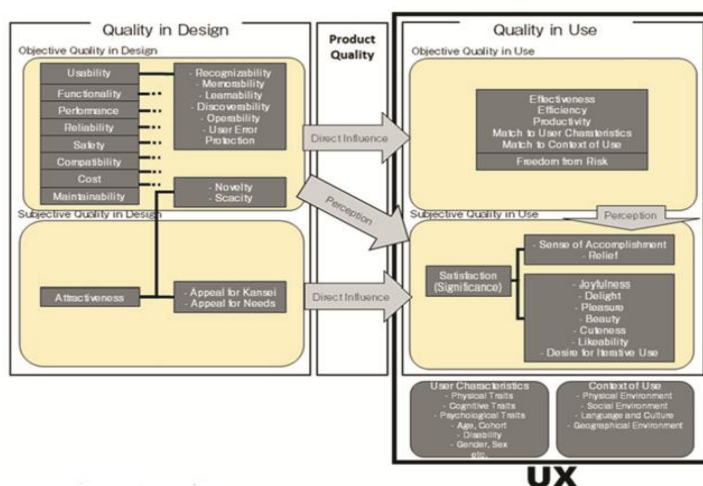 Quality in Design
Objective Quality in Design
Usability
Functionality
Performance
Reliability
Safety
Compatibility
Cost
Maintainability
- Recognizability
- Memorability
- Learnability
- Discoverability
- Operability
- User Error
Protection
- Novelty
- Scacity
Subjective Quality in Design
Attractiveness
- Appeal for Kansei
- Appeal for Needs
Product
Quality
Direct Influence
Perception
Direct Influence
Quality in Use
Objective Quality in Use
Effectiveness
Efficiency
Productivity
Match to User Charateristics
Match to Context of Use
Freedom from Risk
Perception
Subjective Quality in Use
Satisfaction
(Significance)
- Sense of Accomplishment
- Relief
- Joyfulness
- Delight
- Pleasure
- Beauty
- Cuteness
- Likeability
- Desire for Iterative Use
User Characteristics
- Physical Traits
- Cognitive Traits
- Psychological Traits
- Age, Cohort
- Disability
- Gender, Sex
etc.
Context of Use
- Physical Environment
- Social Environment
- Language and Culture
- Geographical Environment
UX